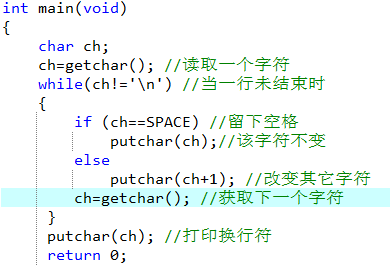 int main(void)
{
char ch;
ch=getchar(); //读取一个字符
while(ch!='\n') //当一行未结束时
{
if (ch==SPACE) //留下空格
putchar(ch);//该字符不变
else
putchar(ch+1); //改变其它字符
ch=getchar(); //获取下一个字符
}
putchar(ch); //打印换行符
return 0;